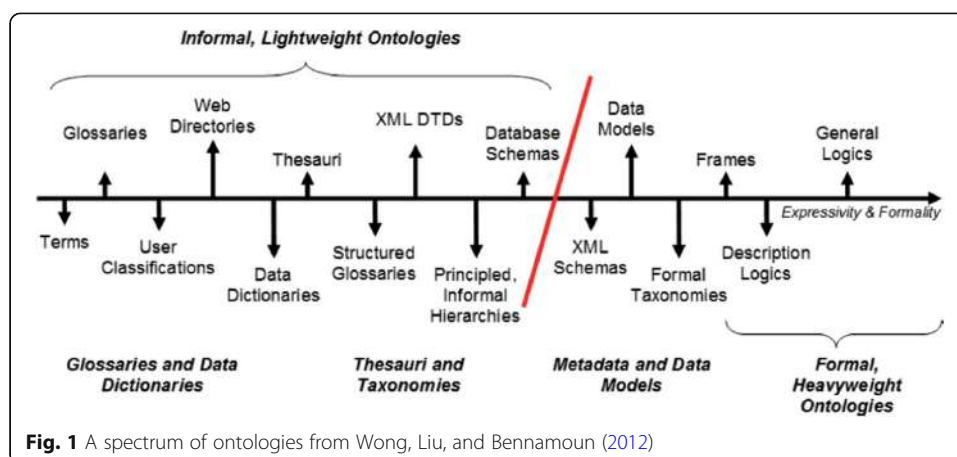 Informal, Lightweight Ontologies
Glossaries
Web
Directories
Thesauri
XML DTDs
Database
Schemas
Data
Models
Frames
General
Logics
Expressivity & Formality
Terms
User
Classifications
Data
Dictionaries
Structured
Glossaries
Principled,
Informal
Hierarchies
XML
Schemas
Formal
Taxonomies
Description
Logics
Glossaries and Data
Dictionaries
Thesauri and
Taxonomies
Metadata and Data
Models
Formal,
Heavyweight
Ontologies
Fig. 1 A spectrum of ontologies from Wong, Liu, and Bennamoun (2012)